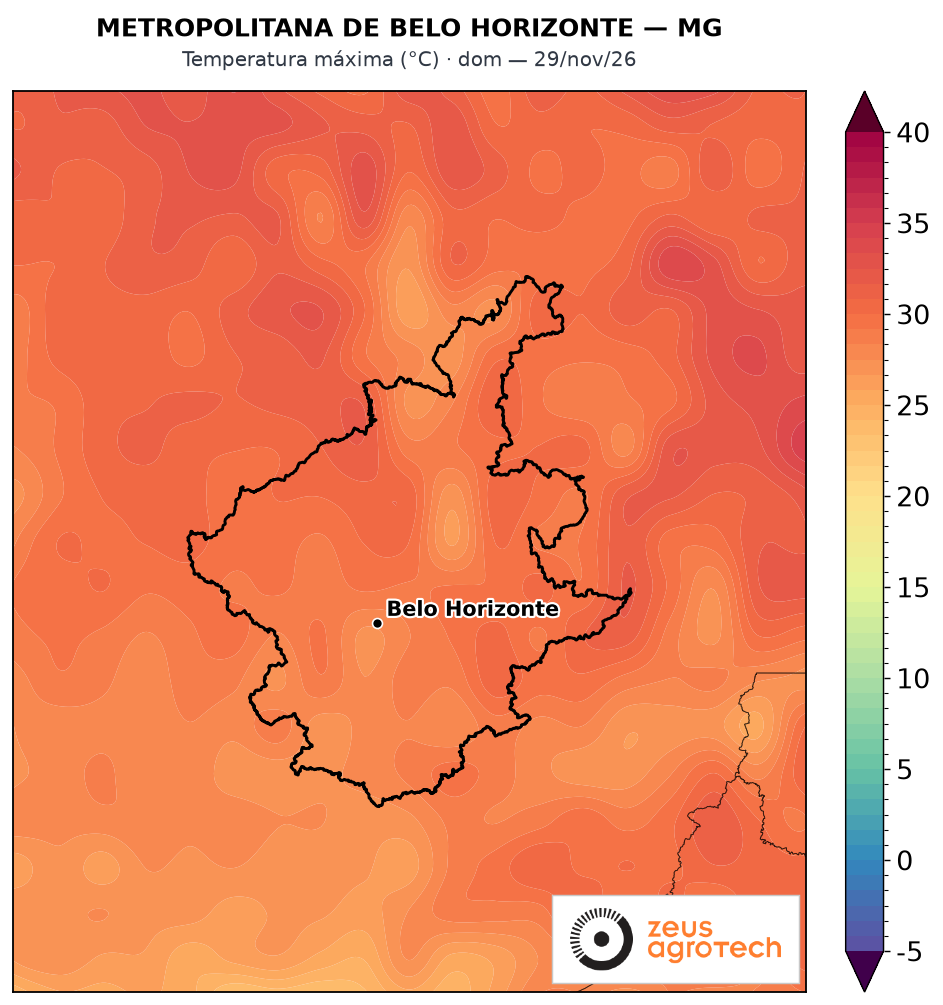 METROPOLITANA DE BELO HORIZONTE — MG
Temperatura máxima (°C) · dom — 29/nov/26
40
35
30
25
20
15
10
5
0
-5
Belo Horizonte
zeus
agrotech